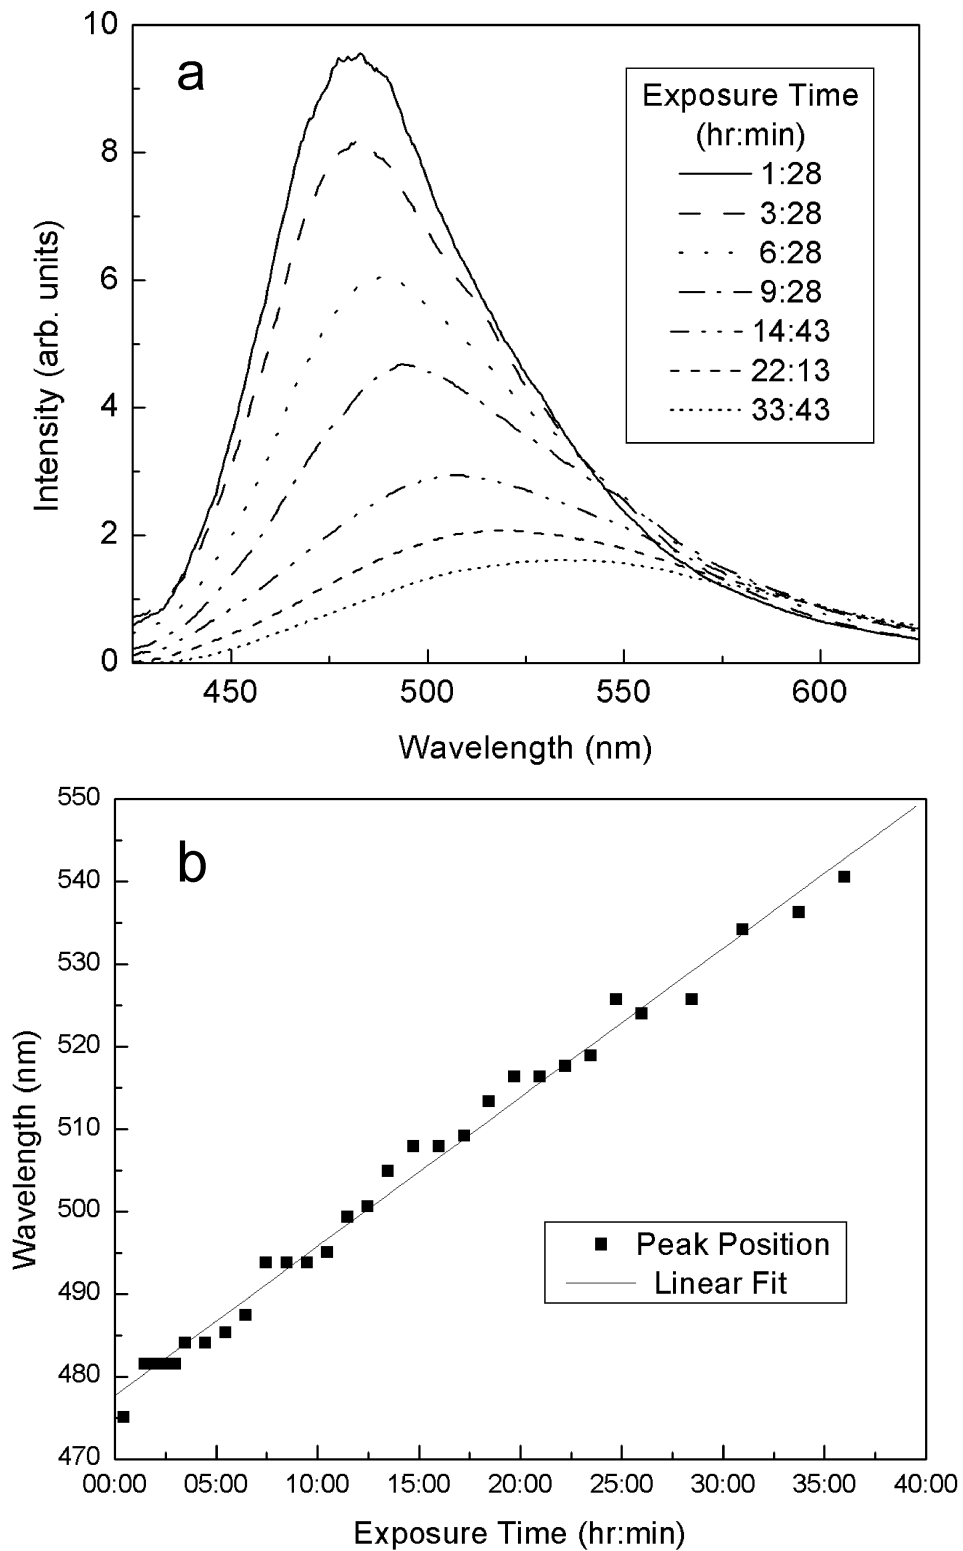 10
8
6
4
2
0
Intensity (arb. units)
a
Exposure Time
(hr:min)
1:28
3:28
6:28
9:28
14:43
22:13
33:43
450 500 550 600
Wavelength (nm)
550
540
530
520
510
500
490
480
470
Wavelength (nm)
b
Peak Position
Linear Fit
00:00 05:00 10:00 15:00 20:00 25:00 30:00 35:00 40:00
Exposure Time (hr:min)